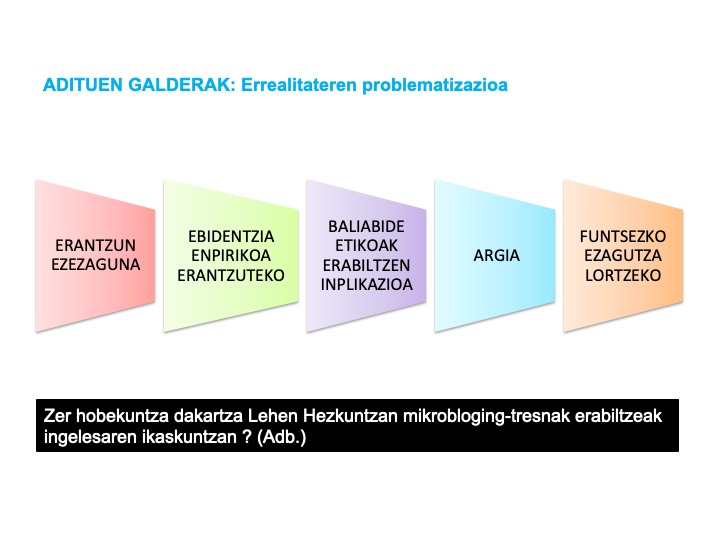 ADITUEN GALDERAK: Errealitateren problematizazioa
ERANTZUN
EZEZAGUNA
EBIDENTZIA
ENPIRIKOA
ERANTZUTEKO
BALIABIDE
ETIKOAK
ERABILTZEN
INPLIKAZIOA
ARGIA
FUNTSEZKO
EZAGUTZA
LORTZEKO
Zer hobekuntza dakartza Lehen Hezkuntzan mikrobloging-tresnak erabiltzeak
ingelesaren ikaskuntzan ? (Adb.)